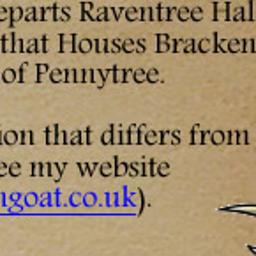 eparts Raventree Hal
that Houses Bracken
of Pennytree.
ion that differs from
ee my website
ngoat.co.uk).